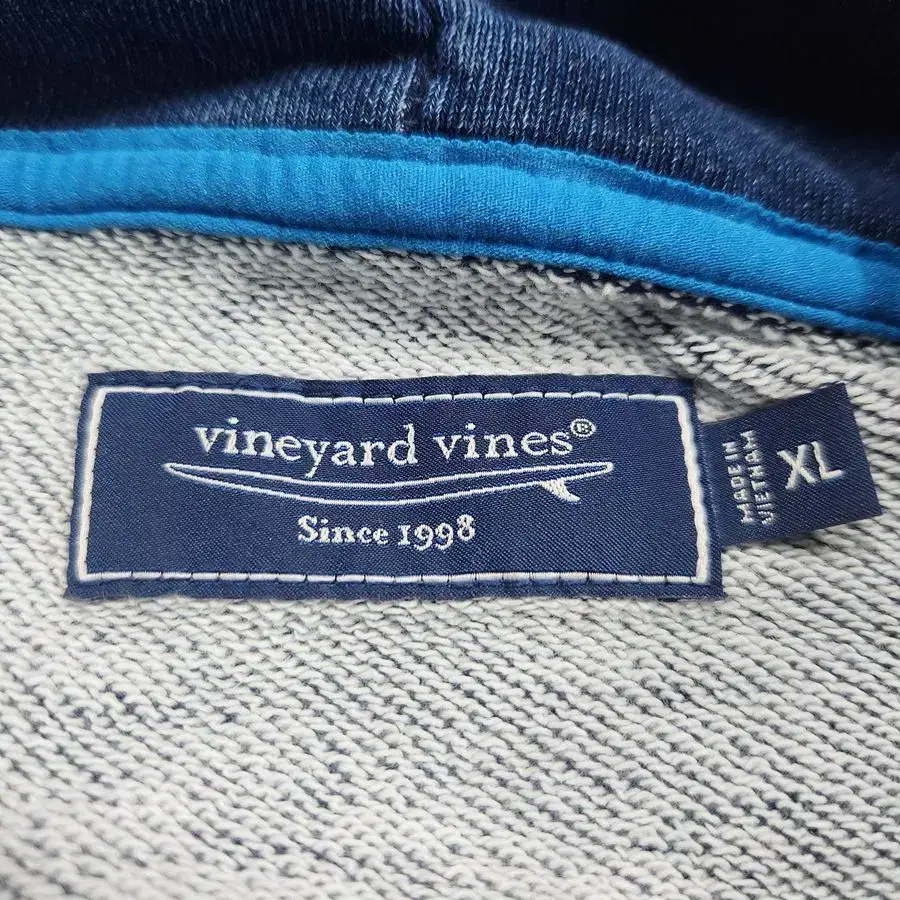 vineyard vines®
Since 1998
MADE IN
VIETNAM
XL